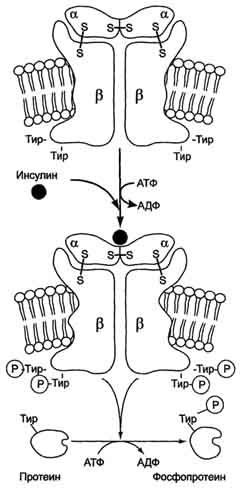 α α
S S-S S
S S
β β
Тир- -Тир
Тир Тир
Инсулин АТФ
АДФ
α α
S S-S S
S S
β β
P -Тир- -Тир- P
P -Тир Тир P
Тир P
Тир
АТФ АДФ
Протеин Фосфопротеин